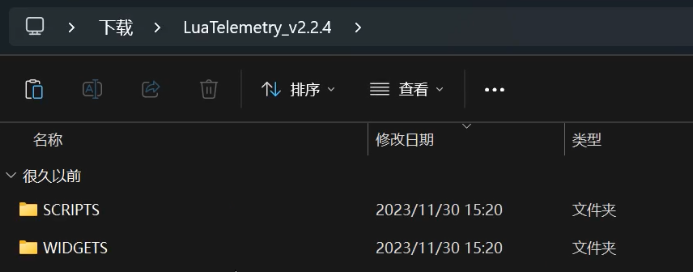 下载 LuaTelemetry_v2.2.4
排序 查看
名称 修改日期 类型
很久以前
SCRIPTS 2023/11/30 15:20 文件夹
WIDGETS 2023/11/30 15:20 文件夹